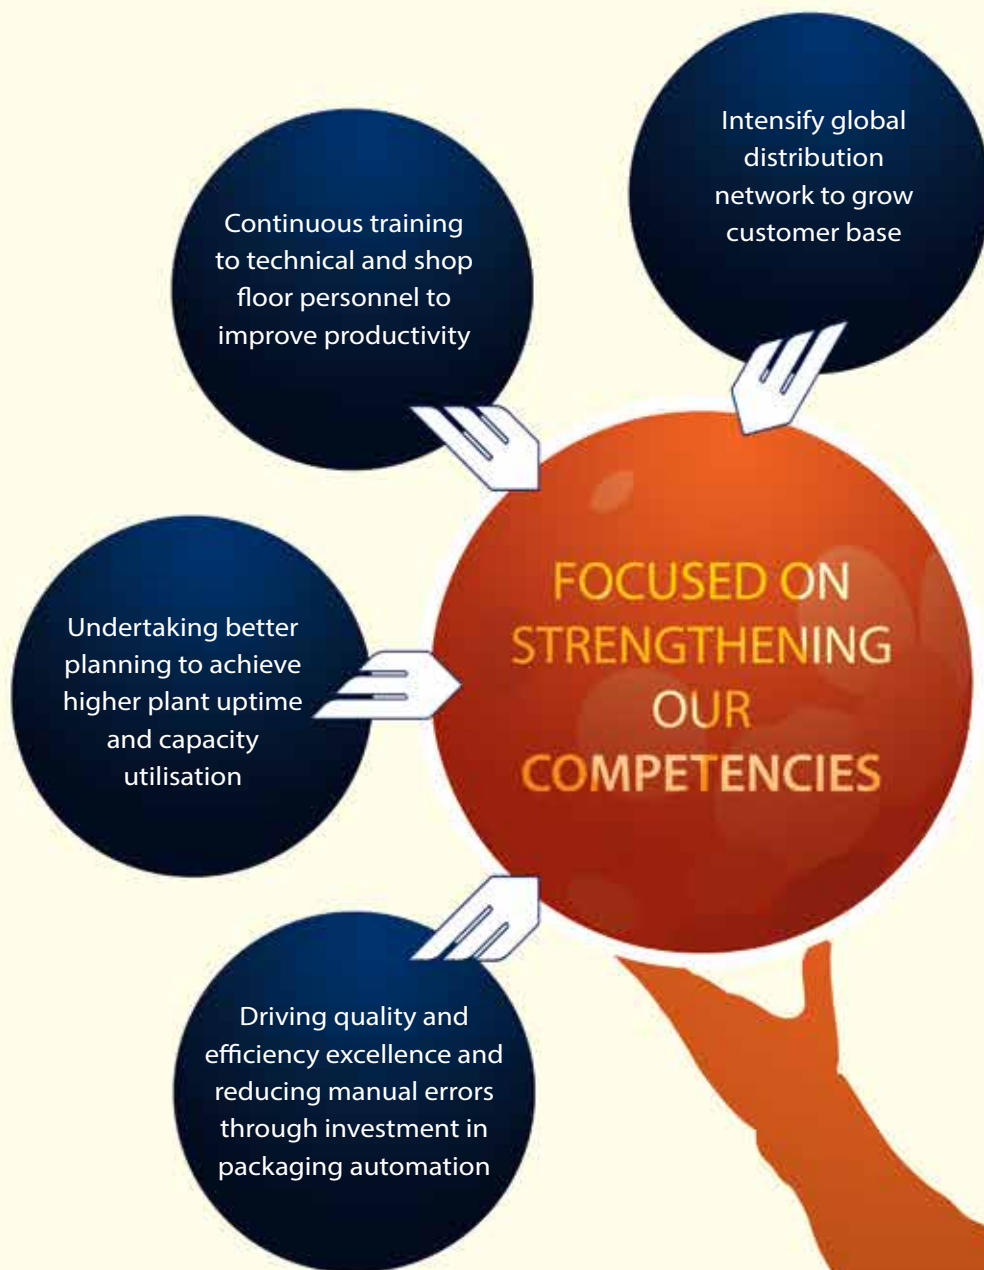 Intensify global
distribution
network to grow
customer base
Continuous training
to technical and shop
floor personnel to
improve productivity
FOCUSED ON
STRENGTHENING
OUR
COMPETENCIES
Undertaking better
planning to achieve
higher plant uptime
and capacity
utilisation
Driving quality and
efficiency excellence and
reducing manual errors
through investment in
packaging automation